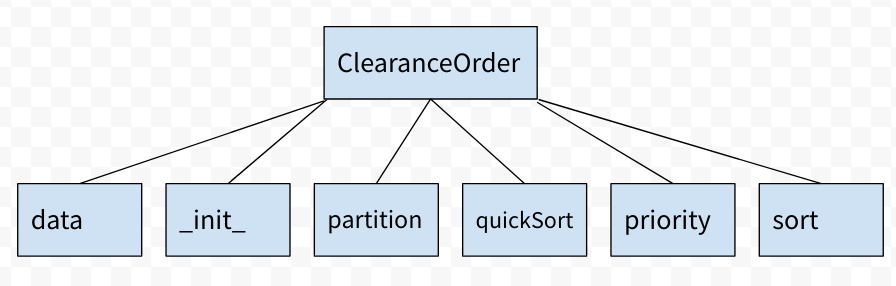 ClearanceOrder
data
_init_
partition
quickSort
priority
sort